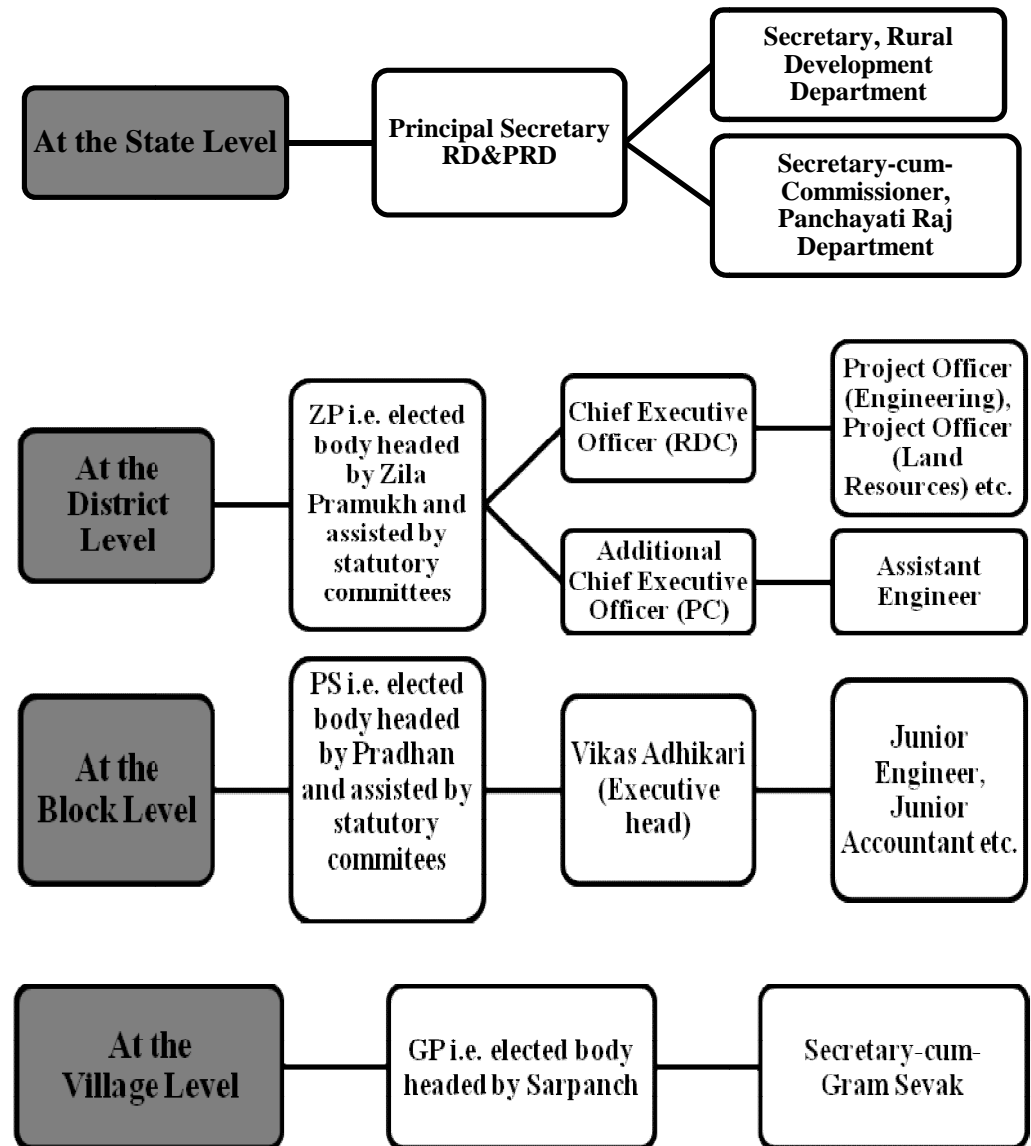 At the State Level
Principal Secretary
RD&PRD
Secretary, Rural
Development
Department
Secretary-cum-
Commissioner,
Panchayati Raj
Department
At the
District
Level
ZP i.e. elected
body headed
by Zila
Pramukh and
assisted by
statutory
committees
Chief Executive
Officer (RDC)
Project Officer
(Engineering),
Project Officer
(Land
Resources) etc.
Additional
Chief Executive
Officer (PC)
Assistant
Engineer
At the
Block Level
PS i.e. elected
body headed
by Pradhan
and assisted by
statutory
commitees
Vikas Adhikari
(Executive
head)
Junior
Engineer,
Junior
Accountant etc.
At the
Village Level
GP i.e. elected body
headed by Sarpanch
Secretary-cum-
Gram Sevak